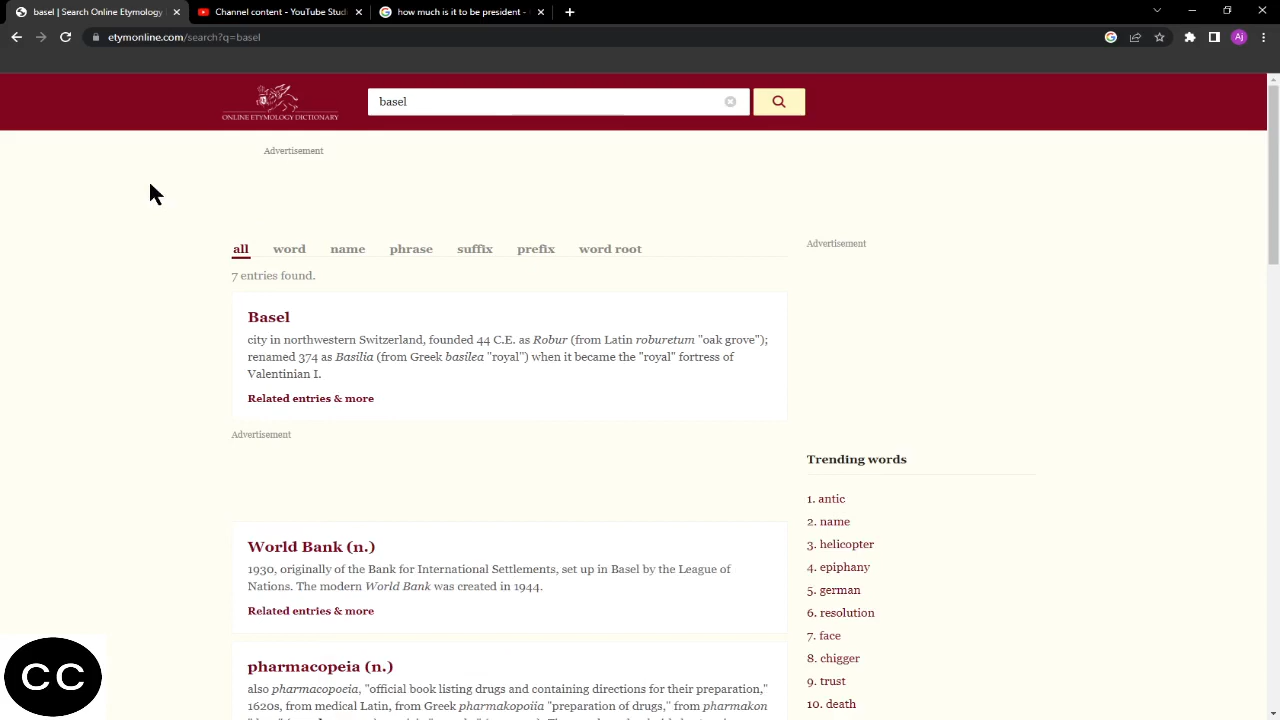 basel | Search Online Etymology
Channel content - YouTube Studio
how many us presidents - Google
etymonline.com/search?q=basel
Aj
ONLINE ETYMOLOGY DICTIONARY
basel
Advertisement
all word name phrase suffix prefix word root
7 entries found.
Advertisement
Basel
city in northwestern Switzerland, founded 44 C.E. as Robur (from Latin roburetum "oak grove");
renamed 374 as Basilia (from Greek basilea "royal") when it became the "royal" fortress of
Valentinian I.
Related entries & more
Advertisement
World Bank (n.)
1930, originally of the Bank for International Settlements, set up in Basel by the League of
Nations. The modern World Bank was created in 1944.
Related entries & more
pharmacopeia (n.)
also pharmacopoeia, "official book listing drugs and containing directions for their preparation,"
1620s, from medical Latin, from Greek pharmakopoiia "preparation of drugs," from pharmakon
Trending words
1. antic
2. name
3. helicopter
4. epiphany
5. german
6. resolution
7. face
8. chigger
9. trust
10. death
CC